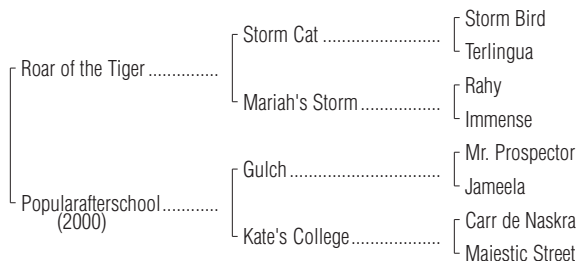 Storm Bird
Storm Cat ........................
Terlingua
Roar of the Tiger ..............
Rahy
Mariah's Storm ................
Immense
Mr. Prospector
Gulch ..............................
Jameela
Popularafterschool ...........
(2000)
Carr de Naskra
Kate's College ..................
Majestic Street